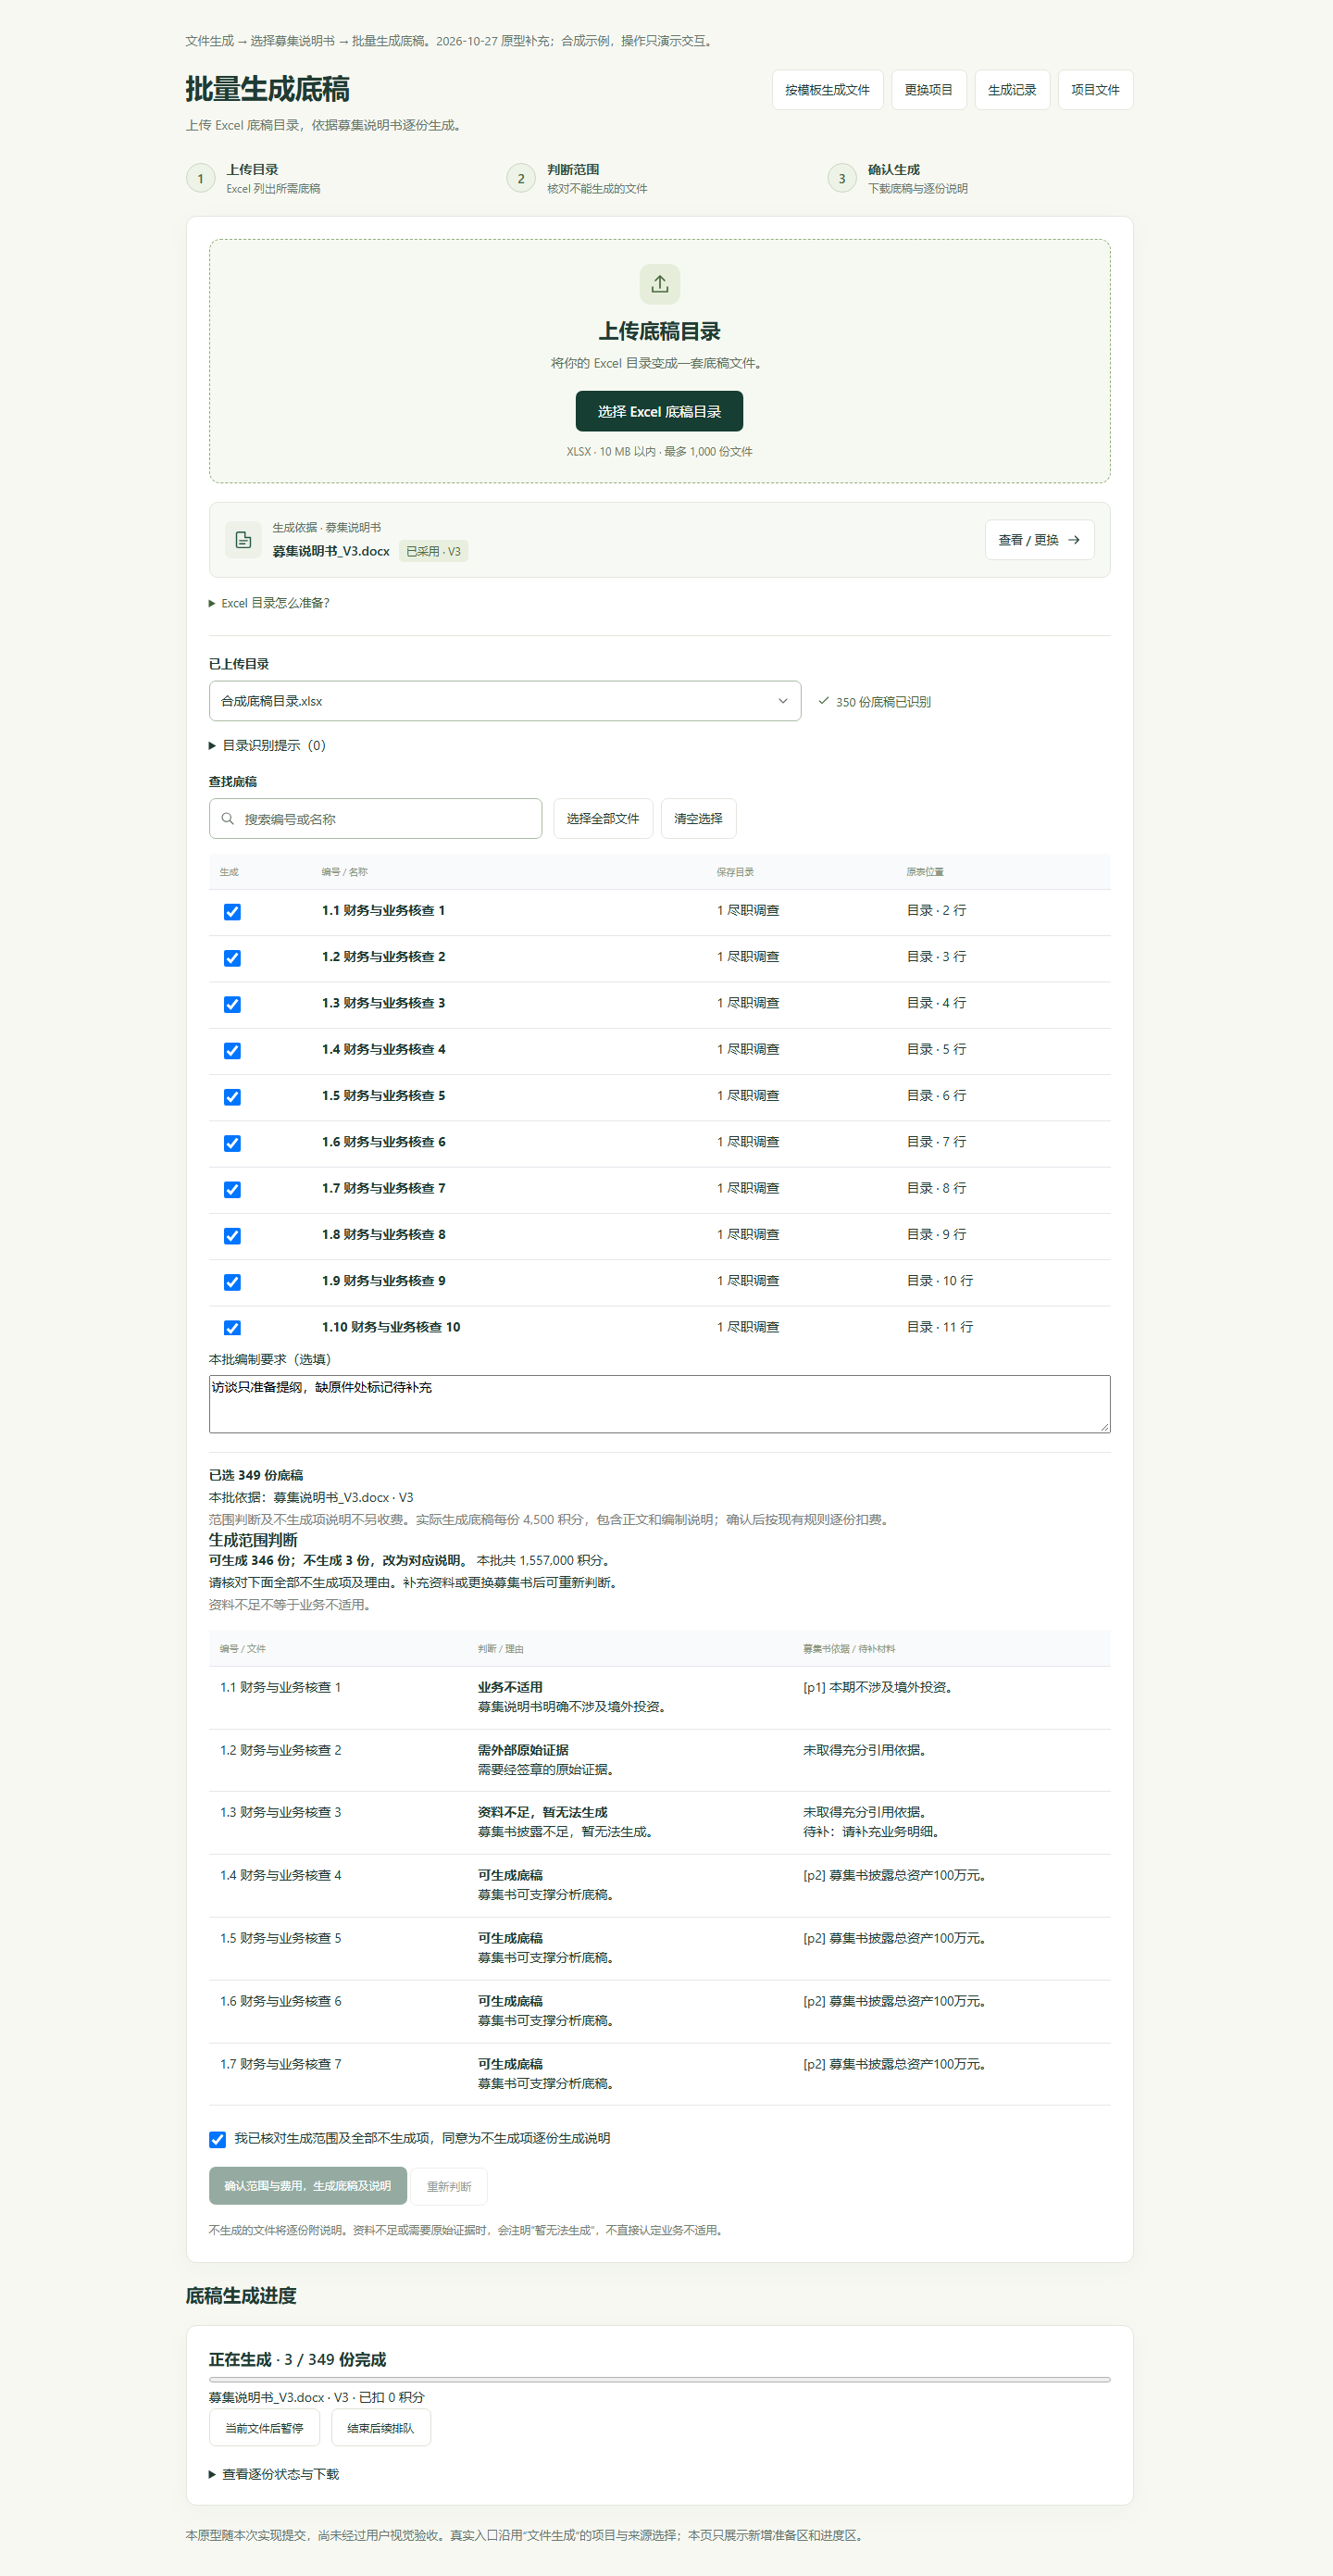 文件生成 → 选择募集说明书 → 批量生成底稿。2026-10-27 原型补充；合成示例，操作只演示交互。
批量生成底稿
按模板生成文件
更换项目
生成记录
项目文件
上传 Excel 底稿目录，依据募集说明书逐份生成。
1
上传目录
Excel 列出所需底稿
2
判断范围
核对不能生成的文件
3
确认生成
下载底稿与逐份说明
上传底稿目录
将你的 Excel 目录变成一套底稿文件。
选择 Excel 底稿目录
XLSX · 10 MB 以内 · 最多 1,000 份文件
生成依据 · 募集说明书
募集说明书_V3.docx 已采用 · V3
查看 / 更换 →
▶ Excel 目录怎么准备？
已上传目录
合成底稿目录.xlsx
✓ 350 份底稿已识别
▶ 目录识别提示（0）
查找底稿
搜索编号或名称
选择全部文件
清空选择
生成 编号 / 名称 保存目录 原表位置
1.1 财务与业务核查 1 1 尽职调查 目录 · 2 行
1.2 财务与业务核查 2 1 尽职调查 目录 · 3 行
1.3 财务与业务核查 3 1 尽职调查 目录 · 4 行
1.4 财务与业务核查 4 1 尽职调查 目录 · 5 行
1.5 财务与业务核查 5 1 尽职调查 目录 · 6 行
1.6 财务与业务核查 6 1 尽职调查 目录 · 7 行
1.7 财务与业务核查 7 1 尽职调查 目录 · 8 行
1.8 财务与业务核查 8 1 尽职调查 目录 · 9 行
1.9 财务与业务核查 9 1 尽职调查 目录 · 10 行
1.10 财务与业务核查 10 1 尽职调查 目录 · 11 行
本批编制要求（选填）
访谈只准备提纲，缺原件处标记待补充
已选 349 份底稿
本批依据：募集说明书_V3.docx · V3
范围判断及不生成项说明不另收费。实际生成底稿每份 4,500 积分，包含正文和编制说明；确认后按现有规则逐份扣费。
生成范围判断
可生成 346 份；不生成 3 份，改为对应说明。 本批共 1,557,000 积分。
请核对下面全部不生成项及理由。补充资料或更换募集书后可重新判断。
资料不足不等于业务不适用。
编号 / 文件 判断 / 理由 募集书依据 / 待补材料
1.1 财务与业务核查 1 业务不适用 [p1] 本期不涉及境外投资。
募集说明书明确不涉及境外投资。
1.2 财务与业务核查 2 需外部原始证据 未取得充分引用依据。
需要经签章的原始证据。
1.3 财务与业务核查 3 资料不足，暂无法生成 未取得充分引用依据。
募集书披露不足，暂无法生成。 待补：请补充业务明细。
1.4 财务与业务核查 4 可生成底稿 [p2] 募集书披露总资产100万元。
募集书可支撑分析底稿。
1.5 财务与业务核查 5 可生成底稿 [p2] 募集书披露总资产100万元。
募集书可支撑分析底稿。
1.6 财务与业务核查 6 可生成底稿 [p2] 募集书披露总资产100万元。
募集书可支撑分析底稿。
1.7 财务与业务核查 7 可生成底稿 [p2] 募集书披露总资产100万元。
募集书可支撑分析底稿。
我已核对生成范围及全部不生成项，同意为不生成项逐份生成说明
确认范围与费用，生成底稿及说明
重新判断
不生成的文件将逐份附说明。资料不足或需要原始证据时，会注明“暂无法生成”，不直接认定业务不适用。
底稿生成进度
正在生成 · 3 / 349 份完成
募集说明书_V3.docx · V3 · 已扣 0 积分
当前文件后暂停
结束后续排队
▶ 查看逐份状态与下载
本原型随本次实现提交，尚未经过用户视觉验收。真实入口沿用“文件生成”的项目与来源选择；本页只展示新增准备区和进度区。